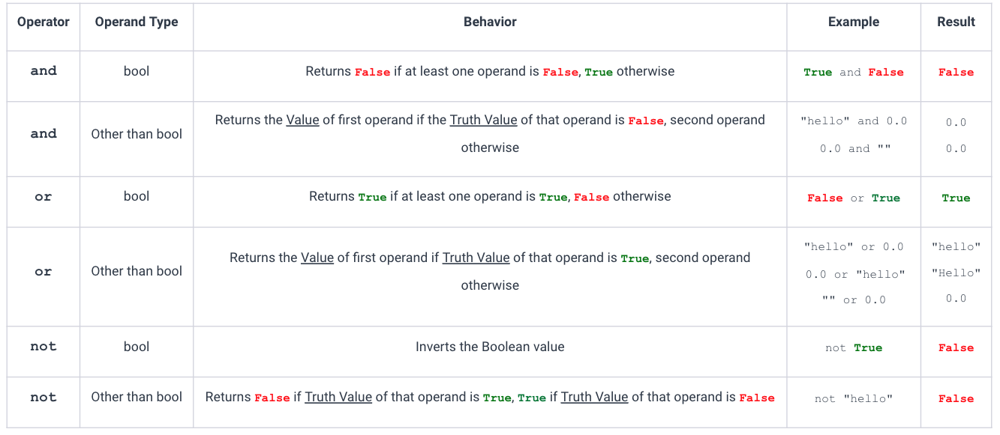 Operator Operand Type Behavior Example Result
and bool Returns False if at least one operand is False, True otherwise True and False False
and Other than bool Returns the Value of first operand if the Truth Value of that operand is False, second operand otherwise "hello" and 0.0 0.0
0.0 and "" 0.0
or bool Returns True if at least one operand is True, False otherwise False or True True
or Other than bool Returns the Value of first operand if Truth Value of that operand is True, second operand otherwise "hello" or 0.0 "hello"
0.0 or "hello" "Hello"
"" or 0.0 0.0
not bool Inverts the Boolean value not True False
not Other than bool Returns False if Truth Value of that operand is True, True if Truth Value of that operand is False not "hello" False